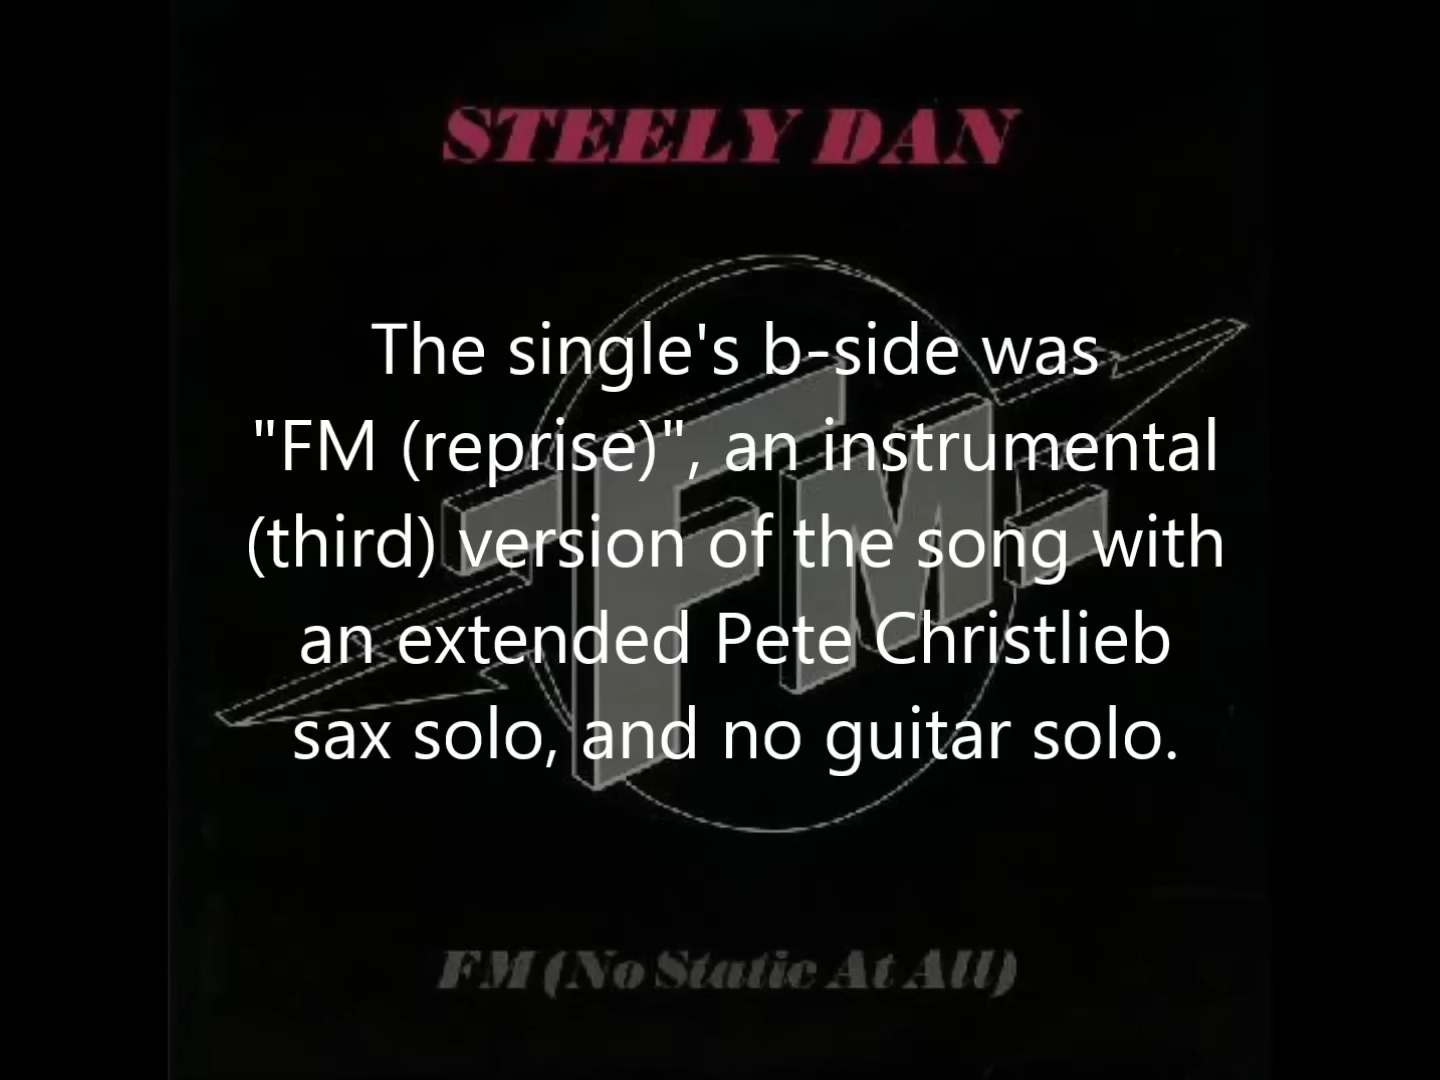 STEELY DAN
The single's b-side was
"FM (reprise)", an instrumental
(third) version of the song with
an extended Pete Christlieb
sax solo, and no guitar solo.
FM
FM (No Static At All)